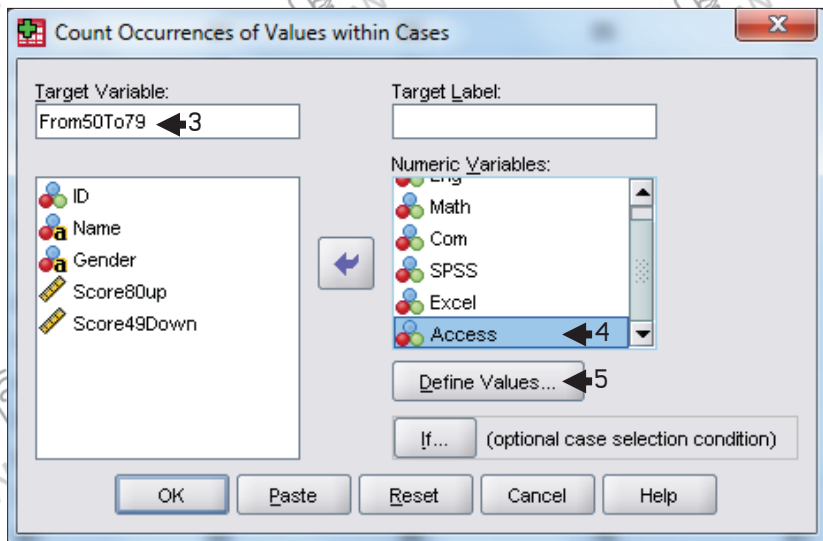 Count Occurrences of Values within Cases
Target Variable:
From50To79
3
Target Label:
ID
Name
Gender
Score80up
Score49Down
Numeric Variables:
Eng
Math
Com
SPSS
Excel
Access
4
Define Values...
5
If...
(optional case selection condition)
OK
Paste
Reset
Cancel
Help